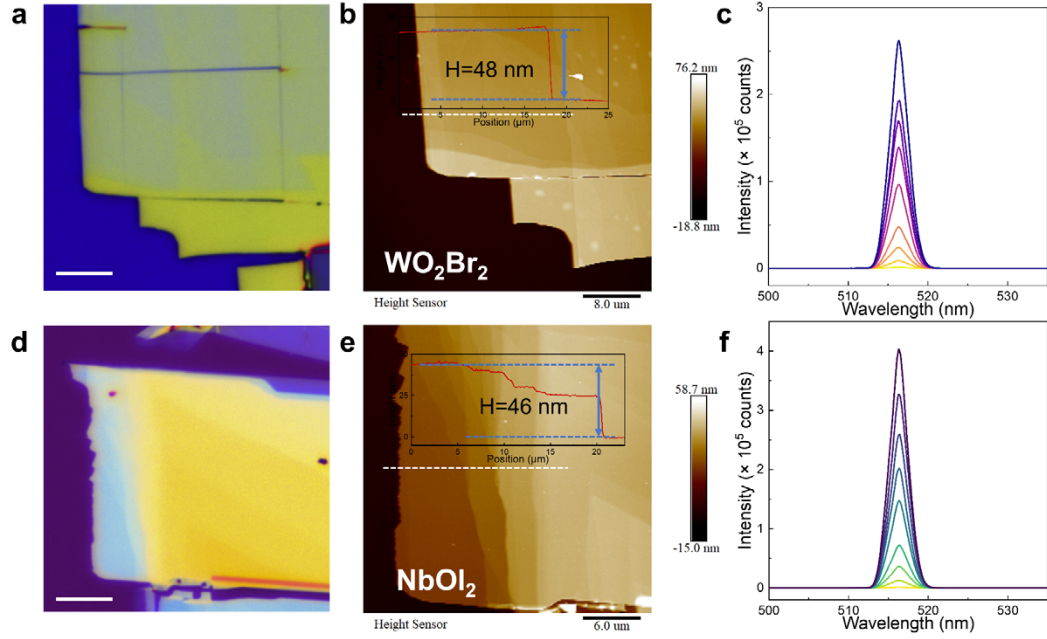 a
b
c
H=48 nm
5
15
20
25
Position (μm)
WO₂Br₂
Height Sensor
8.0 um
76.2 nm
-18.8 nm
Intensity (× 10⁵ counts)
3
2
1
0
500
510
520
530
Wavelength (nm)
d
e
f
H=46 nm
25
0
0
5
10
15
20
Position (μm)
NbOI₂
Height Sensor
6.0 um
58.7 nm
-15.0 nm
Intensity (× 10⁵ counts)
4
3
2
1
0
500
510
520
530
Wavelength (nm)